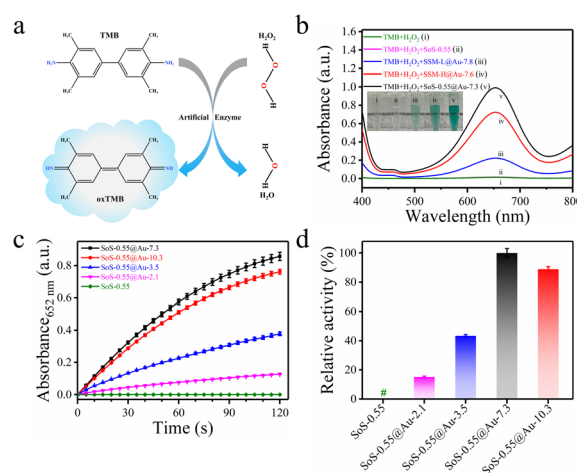 a
TMB
H₃C
CH₃
H₂N
NH₂
H₃C
CH₃
H₂O₂
H
O
O
H
Artificial Enzyme
H₃C
CH₃
HN
NH
H₃C
CH₃
oxTMB
H
O
H
H₂O
b
TMB+H₂O₂ (i)
TMB+H₂O+SoS-0.55 (ii)
TMB+H₂O₂+SSM-L@Au-7.8 (iii)
TMB+H₂O₂+SSM-H@Au-7.6 (iv)
TMB+H₂O₂+SoS-0.55@Au-7.3 (v)
i ii iii iv v
v
iv
iii
ii
i
Absorbance (a.u.)
1.8
1.6
1.4
1.2
1.0
0.8
0.6
0.4
0.2
0.0
400 500 600 700 800
Wavelength (nm)
c
SoS-0.55@Au-7.3
SoS-0.55@Au-10.3
SoS-0.55@Au-3.5
SoS-0.55@Au-2.1
SoS-0.55
Absorbance₆₅₂ ₙₘ (a.u.)
0.8
0.6
0.4
0.2
0.0
0 30 60 90 120
Time (s)
d
Relative activity (%)
100
80
60
40
20
0
#
SoS-0.55
SoS-0.55@Au-2.1
SoS-0.55@Au-3.5
SoS-0.55@Au-7.3
SoS-0.55@Au-10.3